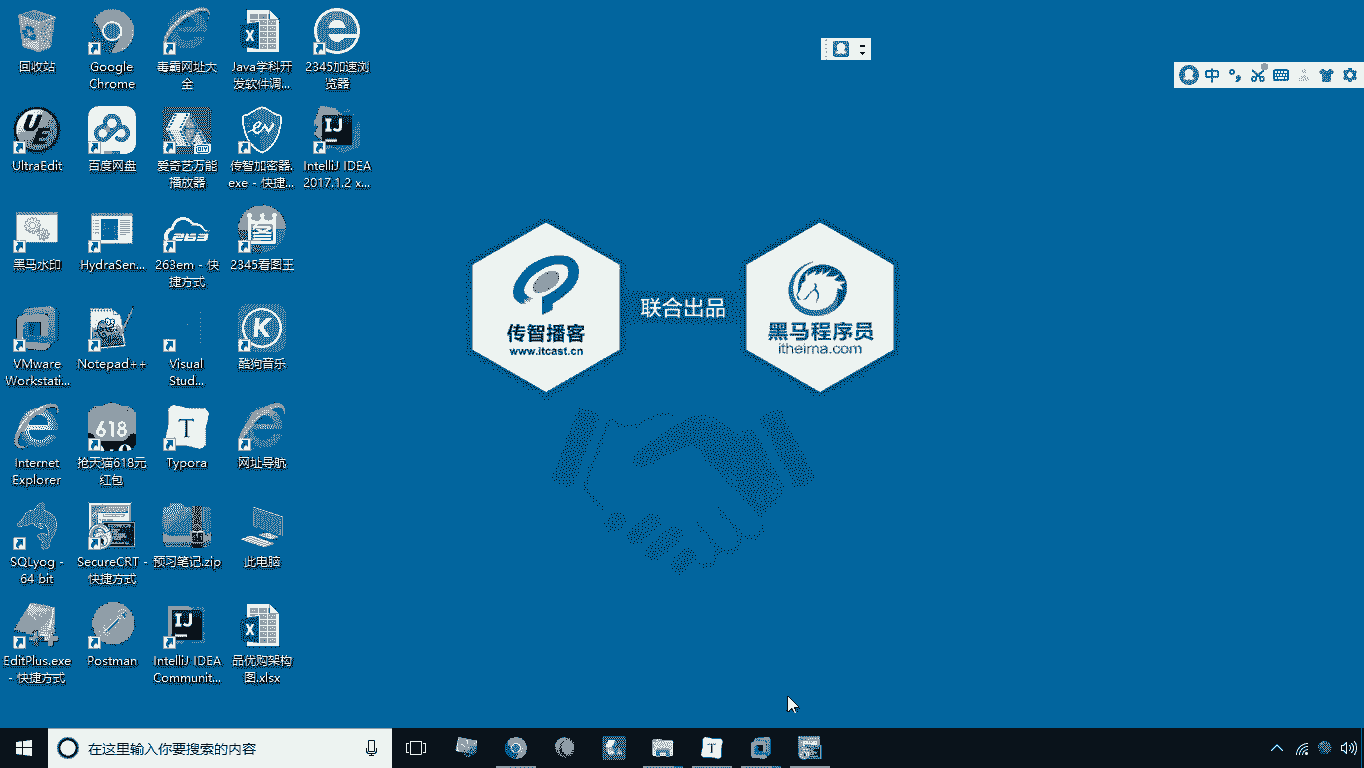 回收站
Google
Chrome
毒霸网址大
全
Java学科开
发软件调...
2345加速浏
览器
UltraEdit
百度网盘
爱奇艺万能
播放器
传智加密器.
exe - 快捷...
IntelliJ IDEA
2017.1.2 x...
黑马水印
HydraSen...
263em - 快
捷方式
2345看图王
VMware
Workstati...
Notepad++
Visual
Stud...
酷狗音乐
Internet
Explorer
抢天猫618元
红包
Typora
网址导航
SQLyog -
64 bit
SecureCRT -
快捷方式
预习笔记.zip
此电脑
EditPlus.exe
- 快捷方式
Postman
IntelliJ IDEA
Communit...
品优购架构
图.xlsx
中
传智播客
www.itcast.cn
联合出品
黑马程序员
itheima.com
在这里输入你要搜索的内容